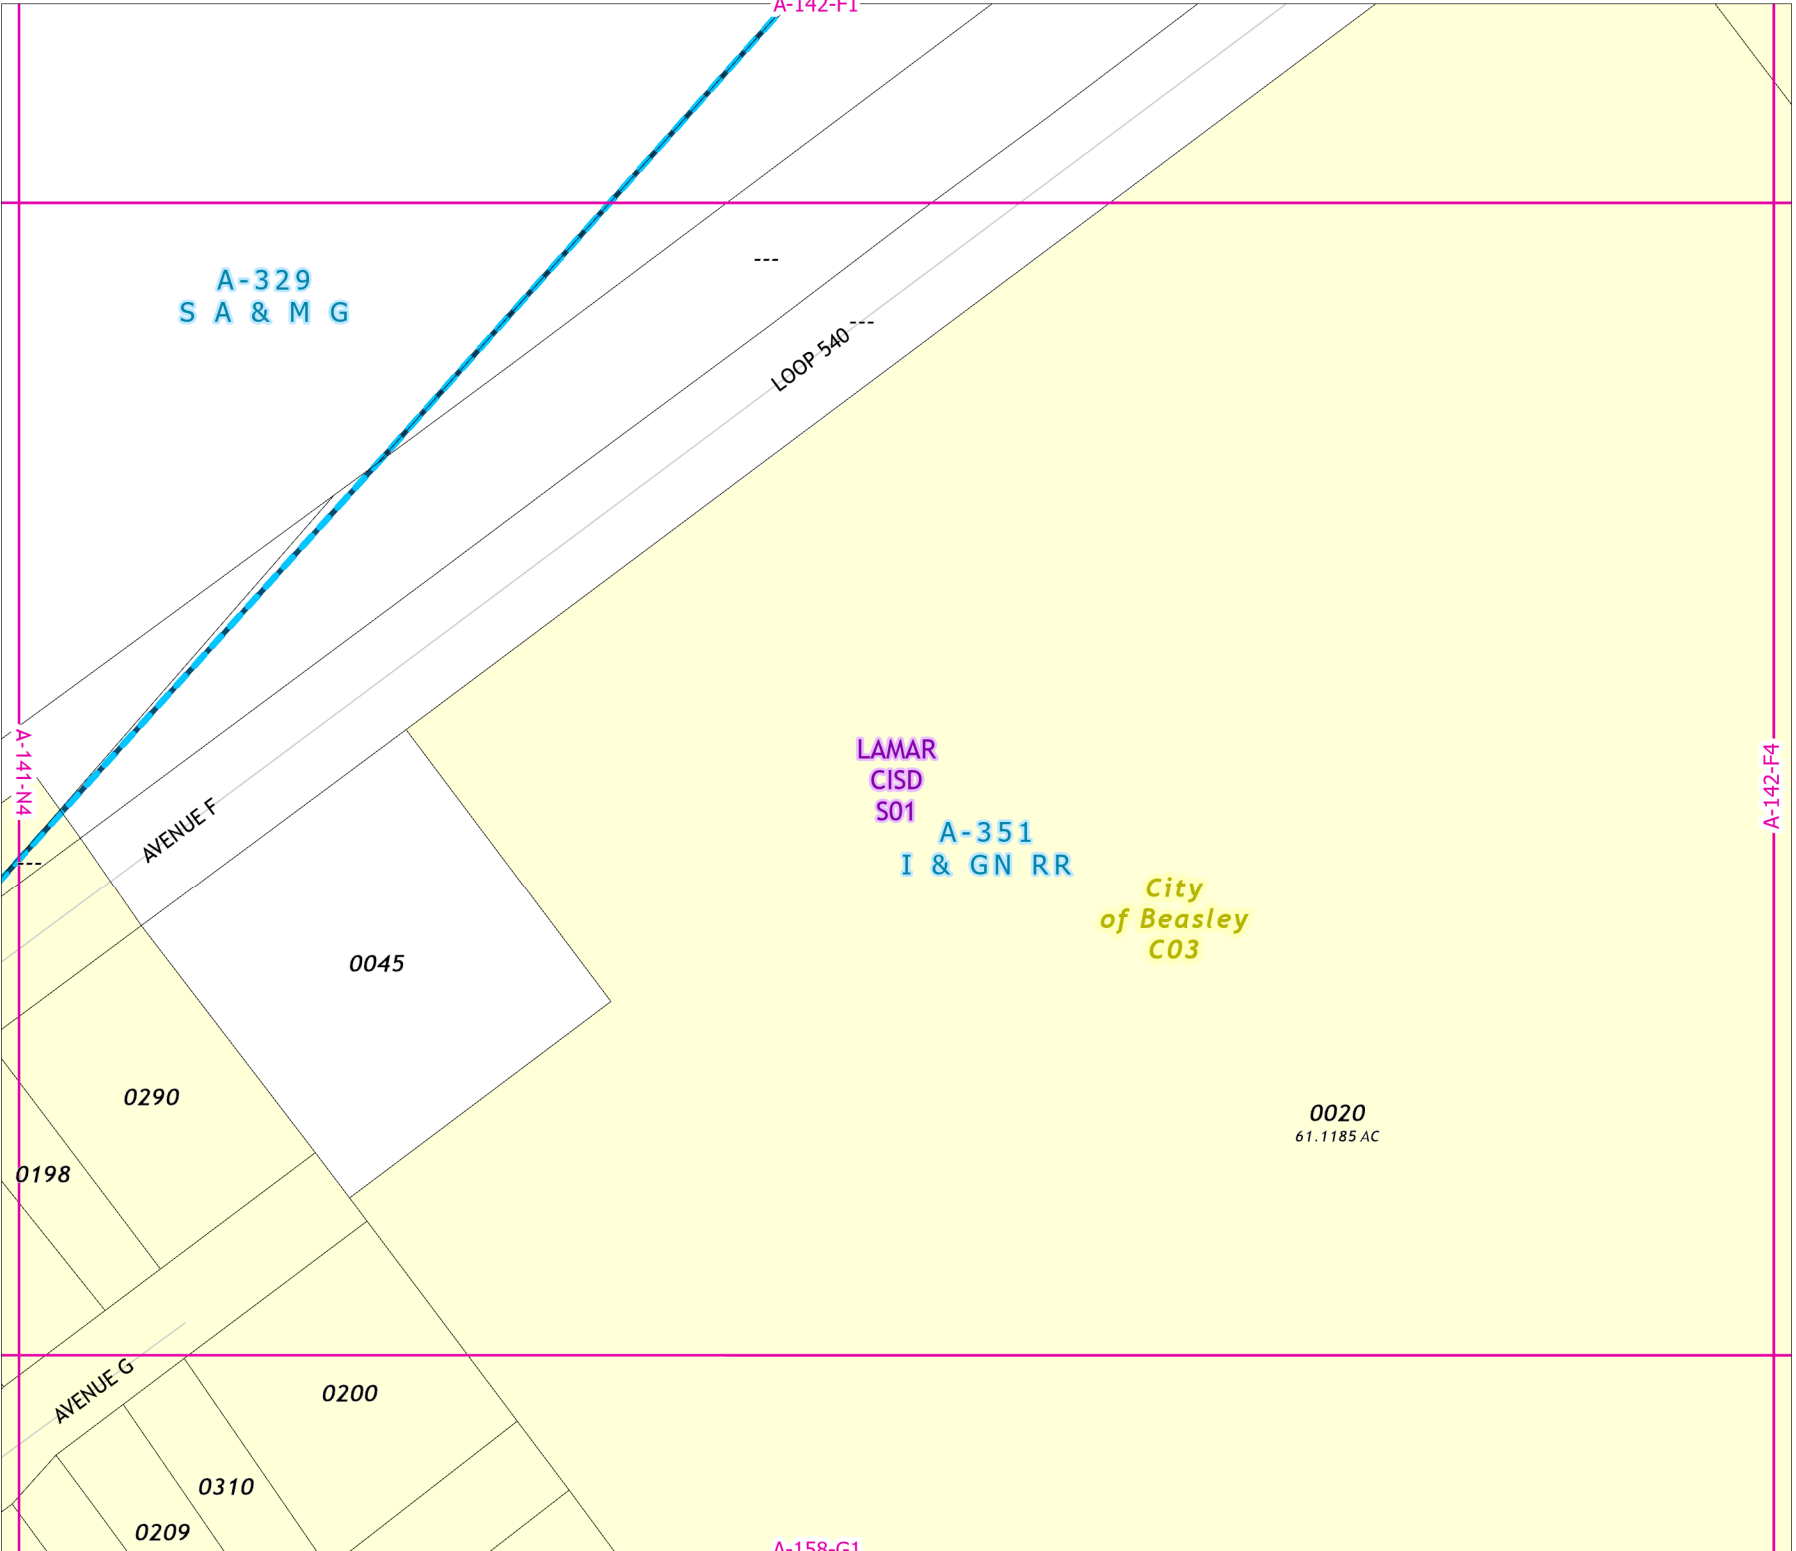 A-142-F1
A-329
S A & M G
---
---
LOOP 540
A-141-N4
LAMAR
CISD
S01
A-142-F4
AVENUE F
A-351
I & GN RR
---
City
of Beasley
C03
0045
0290
0020
61.1185 AC
0198
AVENUE G
0200
0310
0209
A-158-G1